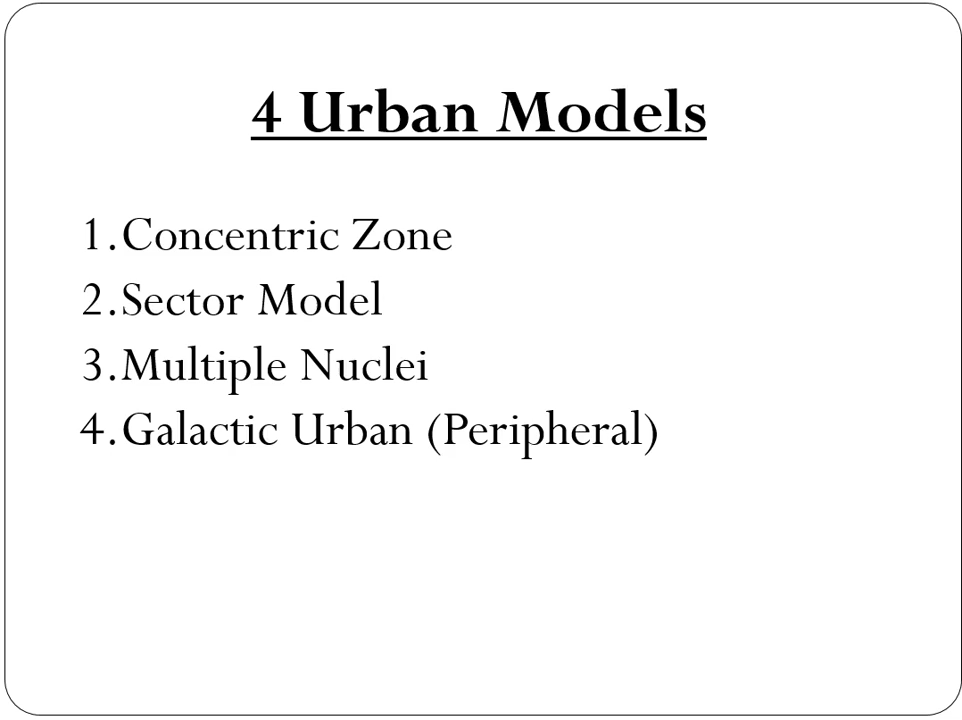 4 Urban Models
1.Concentric Zone
2.Sector Model
3.Multiple Nuclei
4.Galactic Urban (Peripheral)